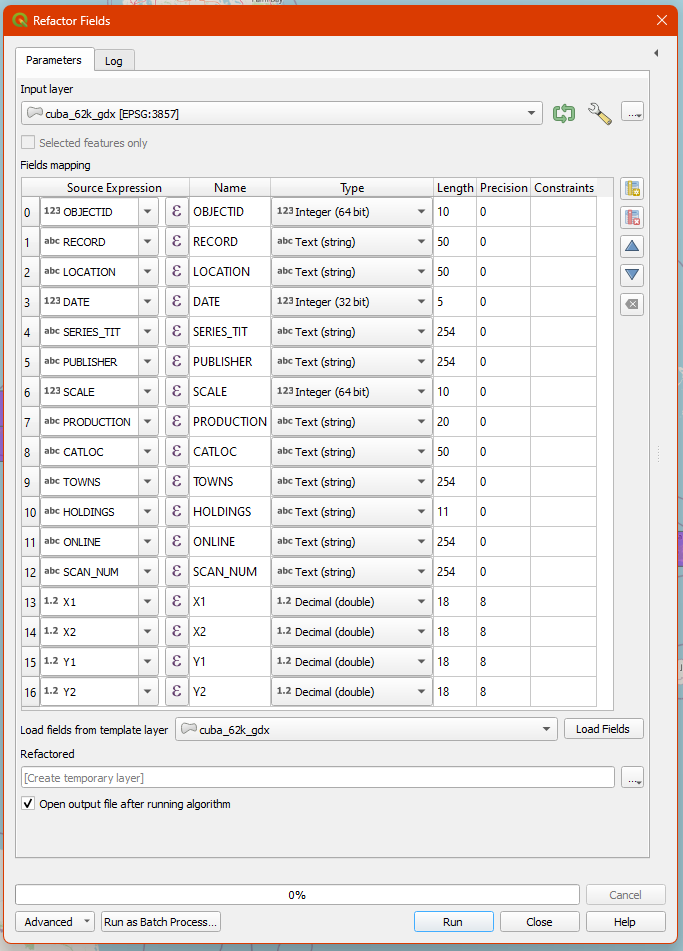 Refactor Fields
Parameters Log
Input layer
cuba_62k_gdx [EPSG:3857] ...
Selected features only
Fields mapping
Source Expression Name Type Length Precision Constraints
0 123 OBJECTID ε OBJECTID 123 Integer (64 bit) 10 0
1 abc RECORD ε RECORD abc Text (string) 50 0
2 abc LOCATION ε LOCATION abc Text (string) 50 0
3 123 DATE ε DATE 123 Integer (32 bit) 5 0
4 abc SERIES_TIT ε SERIES_TIT abc Text (string) 254 0
5 abc PUBLISHER ε PUBLISHER abc Text (string) 254 0
6 123 SCALE ε SCALE 123 Integer (64 bit) 10 0
7 abc PRODUCTION ε PRODUCTION abc Text (string) 20 0
8 abc CATLOC ε CATLOC abc Text (string) 50 0
9 abc TOWNS ε TOWNS abc Text (string) 254 0
10 abc HOLDINGS ε HOLDINGS abc Text (string) 11 0
11 abc ONLINE ε ONLINE abc Text (string) 254 0
12 abc SCAN_NUM ε SCAN_NUM abc Text (string) 254 0
13 1.2 X1 ε X1 1.2 Decimal (double) 18 8
14 1.2 X2 ε X2 1.2 Decimal (double) 18 8
15 1.2 Y1 ε Y1 1.2 Decimal (double) 18 8
16 1.2 Y2 ε Y2 1.2 Decimal (double) 18 8
Load fields from template layer cuba_62k_gdx Load Fields
Refactored
[Create temporary layer] ...
Open output file after running algorithm
0% Cancel
Advanced Run as Batch Process... Run Close Help